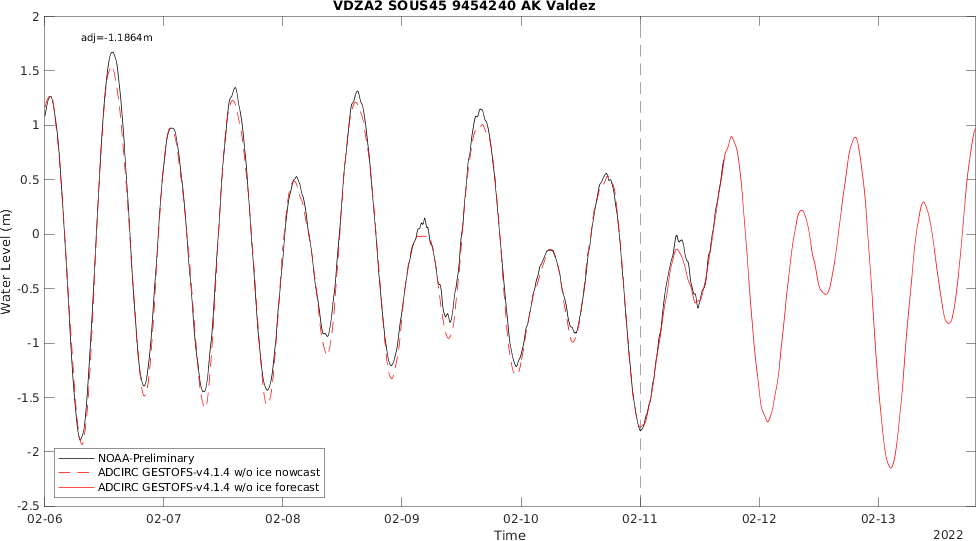 VDZA2 SOUS45 9454240 AK Valdez
adj=-1.1864m
2
1.5
1
0.5
0
-0.5
-1
-1.5
-2
-2.5
Water Level (m)
NOAA-Preliminary
ADCIRC GESTOFS-v4.1.4 w/o ice nowcast
ADCIRC GESTOFS-v4.1.4 w/o ice forecast
02-06 02-07 02-08 02-09 02-10 02-11 02-12 02-13
Time
2022